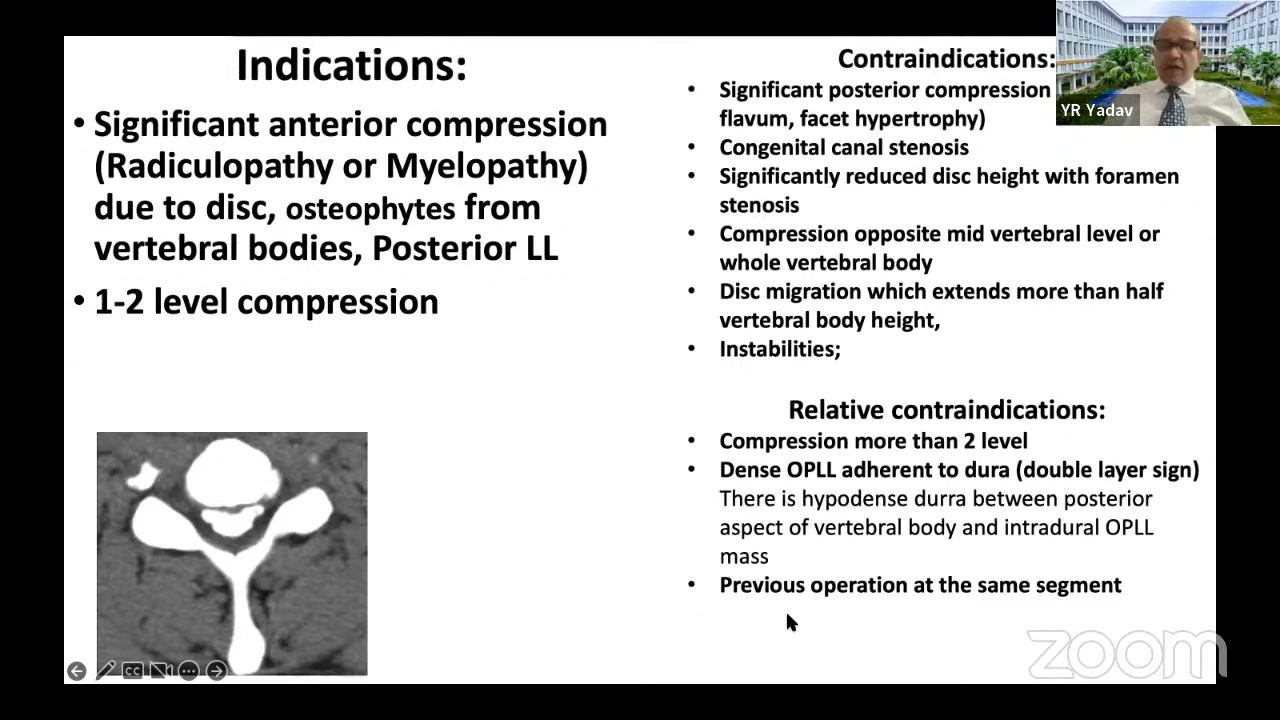 Indications:
• Significant anterior compression
(Radiculopathy or Myelopathy)
due to disc, osteophytes from
vertebral bodies, Posterior LL
• 1-2 level compression
Contraindications:
• Significant posterior compression
flavum, facet hypertrophy)
• Congenital canal stenosis
• Significantly reduced disc height with foramen
stenosis
• Compression opposite mid vertebral level or
whole vertebral body
• Disc migration which extends more than half
vertebral body height,
• Instabilities;
Relative contraindications:
• Compression more than 2 level
• Dense OPLL adherent to dura (double layer sign)
There is hypodense durra between posterior
aspect of vertebral body and intradural OPLL
mass
• Previous operation at the same segment
YR Yadav
CC
zoom